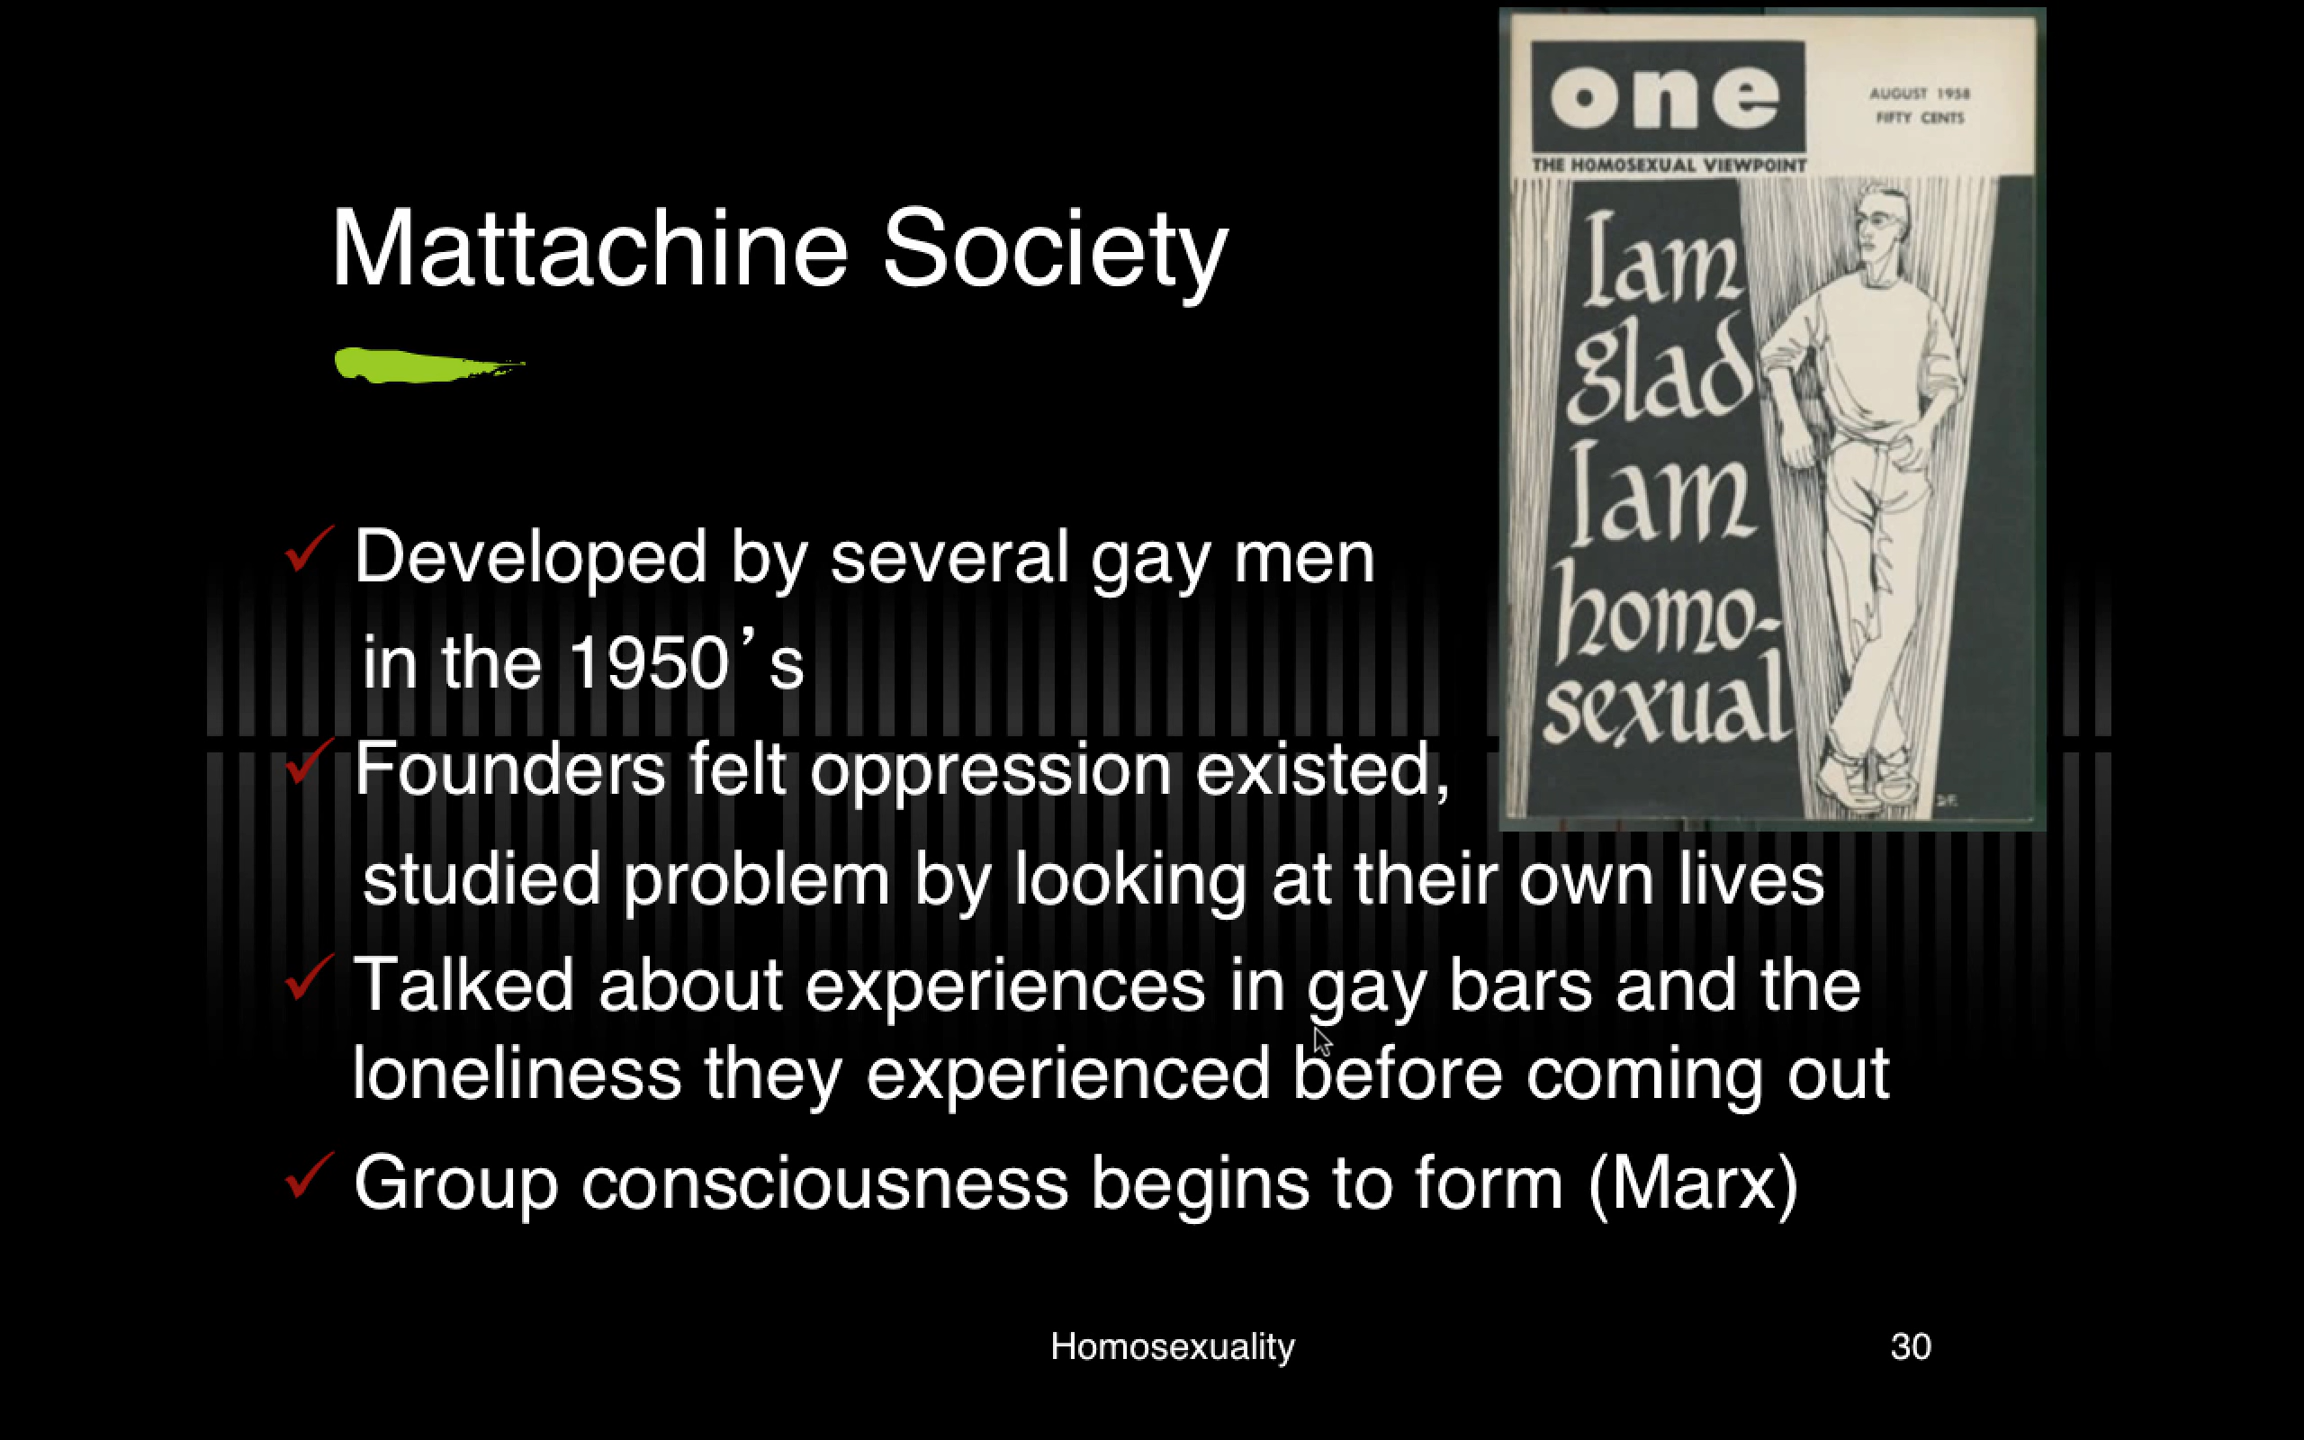 one
AUGUST 1958
FIFTY CENTS
THE HOMOSEXUAL VIEWPOINT
I am
glad
I am
homo-
sexual
DF
Mattachine Society
✓ Developed by several gay men
in the 1950’s
✓ Founders felt oppression existed,
studied problem by looking at their own lives
✓ Talked about experiences in gay bars and the
loneliness they experienced before coming out
✓ Group consciousness begins to form (Marx)
Homosexuality
30